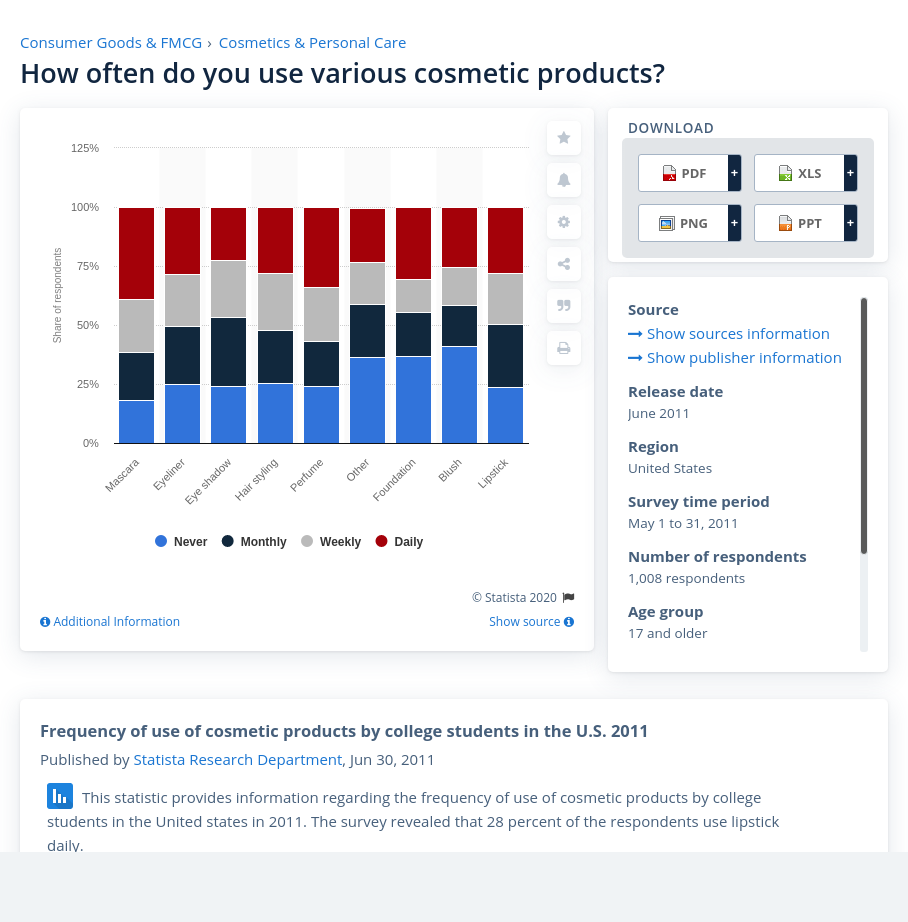 Consumer Goods & FMCG › Cosmetics & Personal Care
How often do you use various cosmetic products?
125%
100%
75%
50%
25%
0%
Share of respondents
Mascara
Eyeliner
Eye shadow
Hair styling
Perfume
Other
Foundation
Blush
Lipstick
Never Monthly Weekly Daily
© Statista 2020
Additional Information
Show source
DOWNLOAD
PDF +
XLS +
PNG +
PPT +
Source
Show sources information
Show publisher information
Release date
June 2011
Region
United States
Survey time period
May 1 to 31, 2011
Number of respondents
1,008 respondents
Age group
17 and older
Frequency of use of cosmetic products by college students in the U.S. 2011
Published by Statista Research Department, Jun 30, 2011
This statistic provides information regarding the frequency of use of cosmetic products by college
students in the United states in 2011. The survey revealed that 28 percent of the respondents use lipstick
daily.